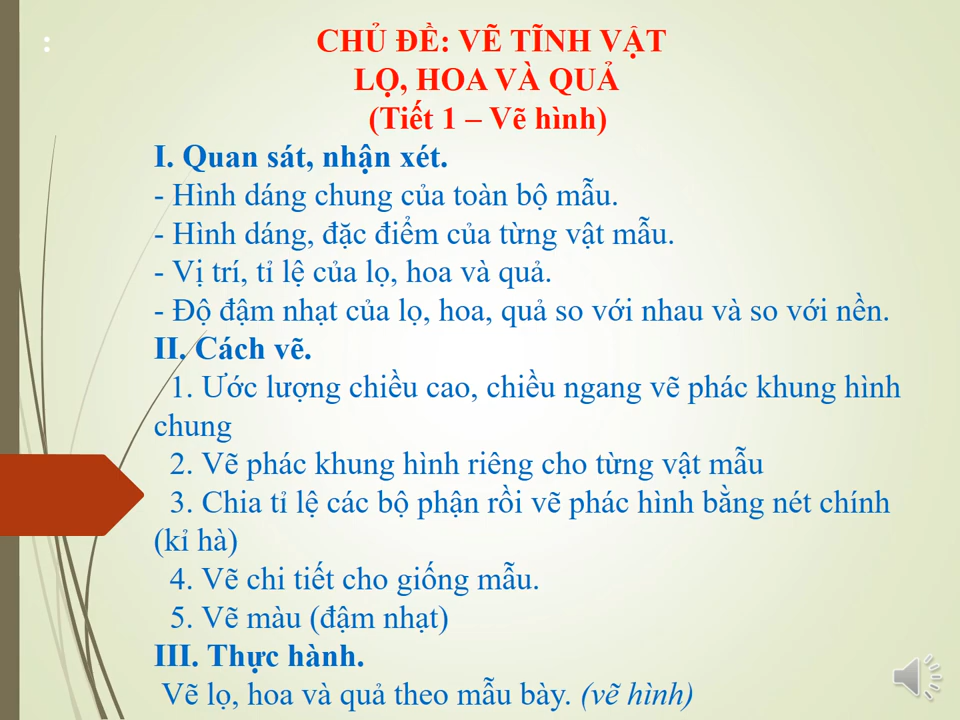 :
CHỦ ĐỀ: VẼ TĨNH VẬT
LỌ, HOA VÀ QUẢ
(Tiết 1 – Vẽ hình)
I. Quan sát, nhận xét.
- Hình dáng chung của toàn bộ mẫu.
- Hình dáng, đặc điểm của từng vật mẫu.
- Vị trí, tỉ lệ của lọ, hoa và quả.
- Độ đậm nhạt của lọ, hoa, quả so với nhau và so với nền.
II. Cách vẽ.
1. Ước lượng chiều cao, chiều ngang vẽ phác khung hình
chung
2. Vẽ phác khung hình riêng cho từng vật mẫu
3. Chia tỉ lệ các bộ phận rồi vẽ phác hình bằng nét chính
(kỉ hà)
4. Vẽ chi tiết cho giống mẫu.
5. Vẽ màu (đậm nhạt)
III. Thực hành.
Vẽ lọ, hoa và quả theo mẫu bày. (vẽ hình)